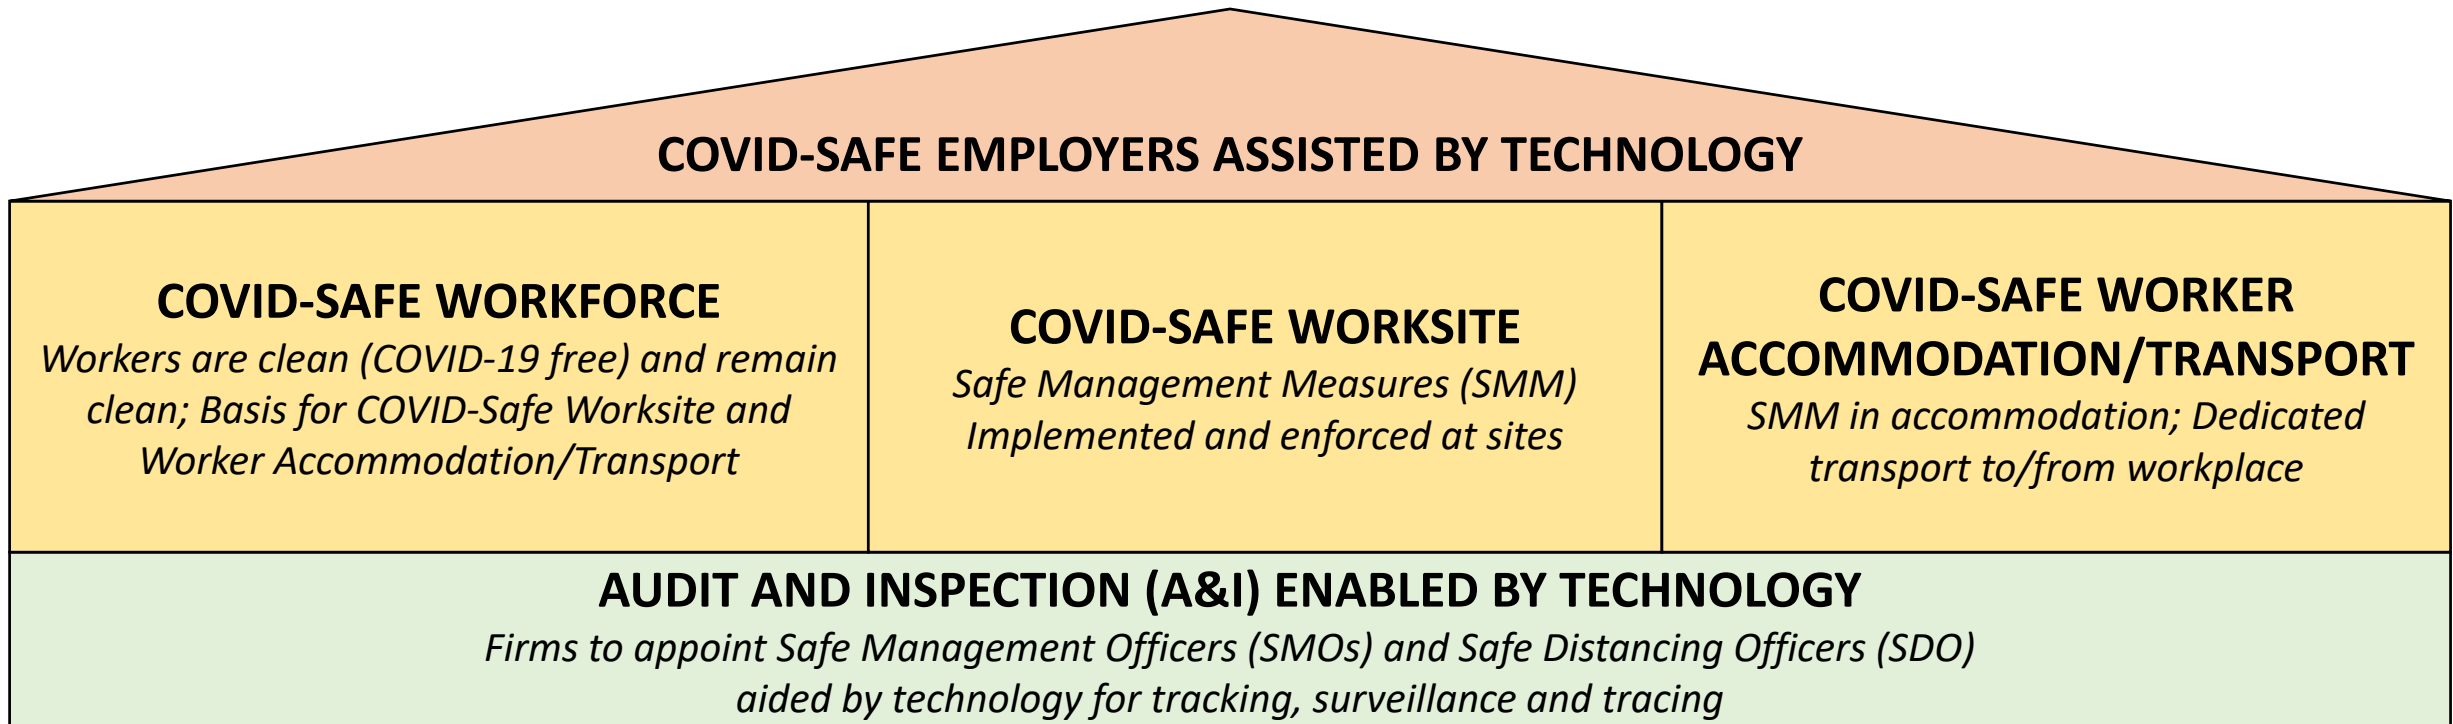 COVID-SAFE EMPLOYERS ASSISTED BY TECHNOLOGY
COVID-SAFE WORKFORCE
Workers are clean (COVID-19 free) and remain
clean; Basis for COVID-Safe Worksite and
Worker Accommodation/Transport
COVID-SAFE WORKSITE
Safe Management Measures (SMM)
Implemented and enforced at sites
COVID-SAFE WORKER
ACCOMMODATION/TRANSPORT
SMM in accommodation; Dedicated
transport to/from workplace
AUDIT AND INSPECTION (A&I) ENABLED BY TECHNOLOGY
Firms to appoint Safe Management Officers (SMOs) and Safe Distancing Officers (SDO)
aided by technology for tracking, surveillance and tracing